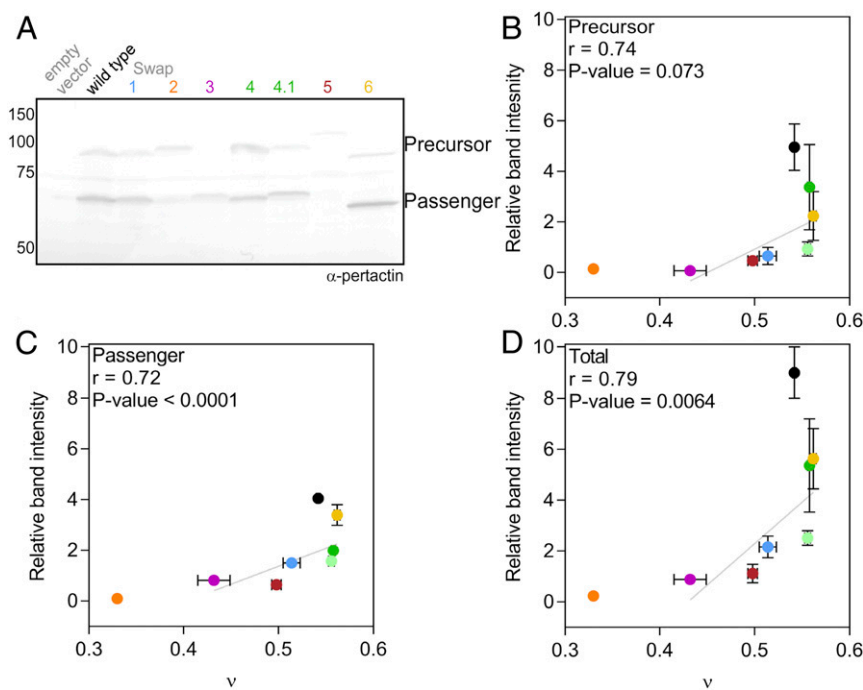 A
empty vector
wild type
Swap
1
2
3
4
4.1
5
6
150
100
75
50
Precursor
Passenger
α-pertactin
B
Precursor
r = 0.74
P-value = 0.073
Relative band intesnity
10
8
6
4
2
0
0.3
0.4
0.5
0.6
C
Passenger
r = 0.72
P-value < 0.0001
Relative band intensity
10
8
6
4
2
0
0.3
0.4
0.5
0.6
ν
D
Total
r = 0.79
P-value = 0.0064
Relative band intensity
10
8
6
4
2
0
0.3
0.4
0.5
0.6
ν